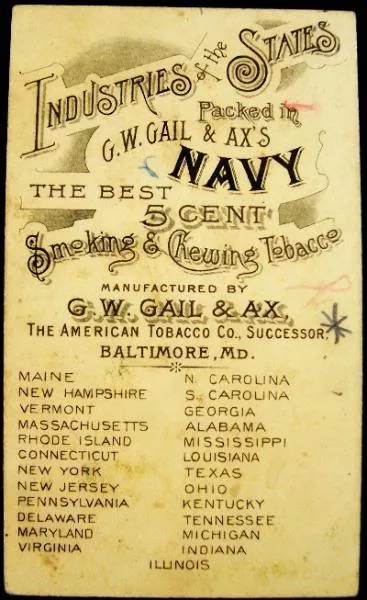 INDUSTRIES of the STATES
Packed in
G. W. GAIL & AX'S
NAVY
THE BEST
5 CENT
Smoking & Chewing Tobacco
MANUFACTURED BY
G. W. GAIL & AX,
THE AMERICAN TOBACCO CO., SUCCESSOR,
BALTIMORE, MD.
MAINE
NEW HAMPSHIRE
VERMONT
MASSACHUSETTS
RHODE ISLAND
CONNECTICUT
NEW YORK
NEW JERSEY
PENNSYLVANIA
DELAWARE
MARYLAND
VIRGINIA
N. CAROLINA
S. CAROLINA
GEORGIA
ALABAMA
MISSISSIPPI
LOUISIANA
TEXAS
OHIO
KENTUCKY
TENNESSEE
MICHIGAN
INDIANA
ILLINOIS